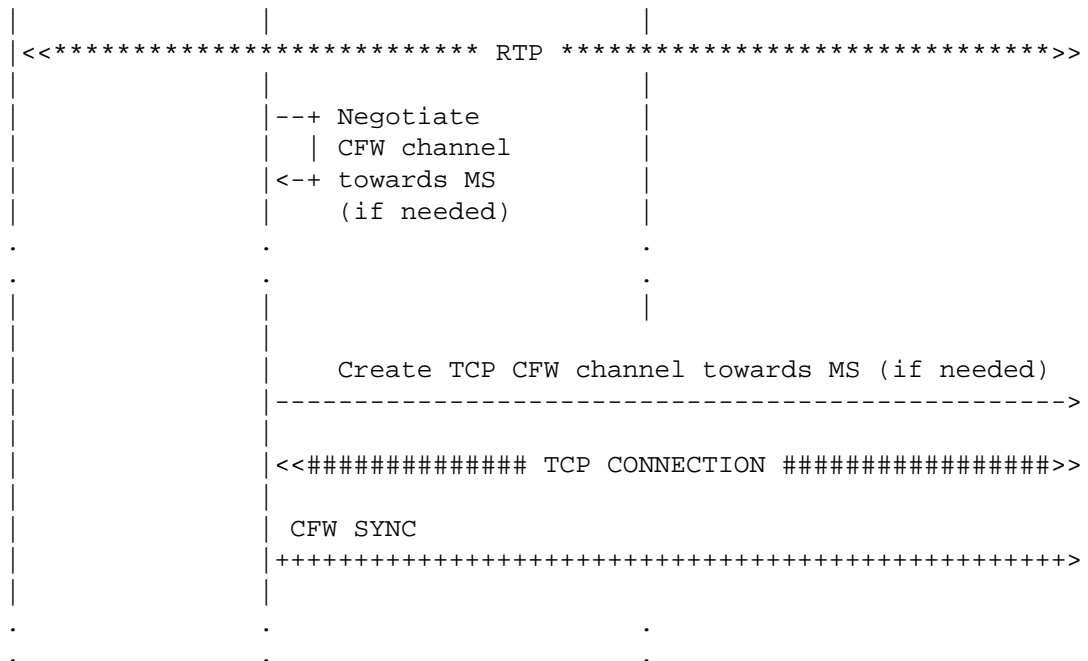 RTP
Negotiate
CFW channel
towards MS
(if needed)
Create TCP CFW channel towards MS (if needed)
TCP CONNECTION
CFW SYNC